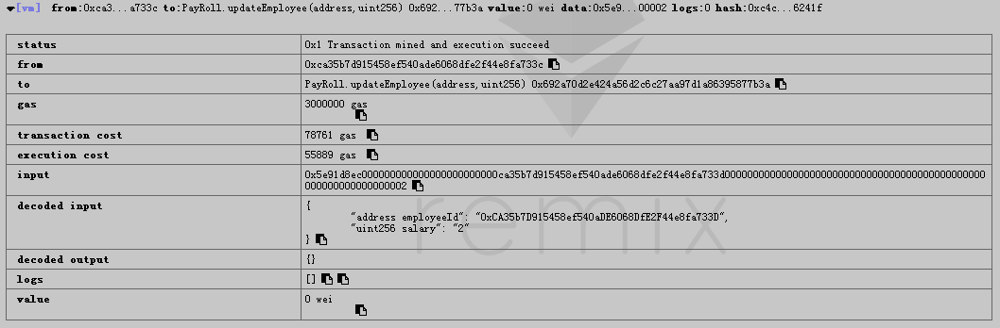 [vm] from:0xca3...a733c to:PayRoll.updateEmployee(address,uint256) 0x692...77b3a value:0 wei data:0x5e9...00002 logs:0 hash:0xc4c...6241f
status 0x1 Transaction mined and execution succeed
from 0xca35b7d915458ef540ade6068dfe2f44e8fa733c
to PayRoll.updateEmployee(address,uint256) 0x692a70d2e424a56d2c6c27aa97d1a86395877b3a
gas 3000000 gas
transaction cost 78761 gas
execution cost 55889 gas
input 0x5e91d8ec000000000000000000000000ca35b7d915458ef540ade6068dfe2f44e8fa733d00000000000000000000000000000000000000000000
00000000000000000002
decoded input {
"address employeeId": "0xCA35b7D915458ef540aDE6068DfE2F44e8fa733D",
"uint256 salary": "2"
}
decoded output {}
logs []
value 0 wei
remix